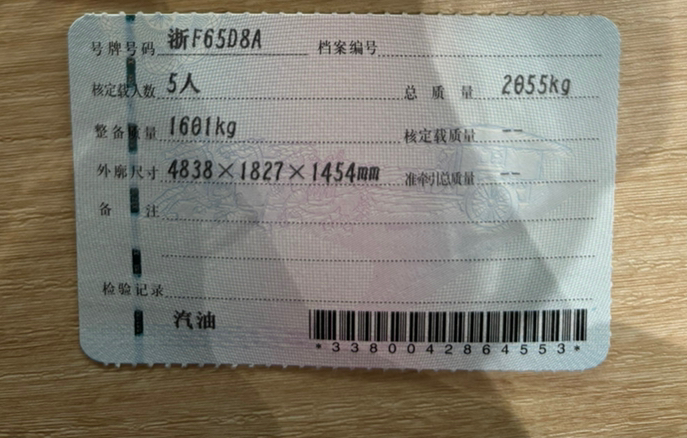 号牌号码 浙F65D8A 档案编号
核定载人数 5人 总质量 2055kg
整备质量 1601kg 核定载质量 --
外廓尺寸 4838×1827×1454mm 准牵引总质量 --
备注
检验记录
汽油
*3380042864553*